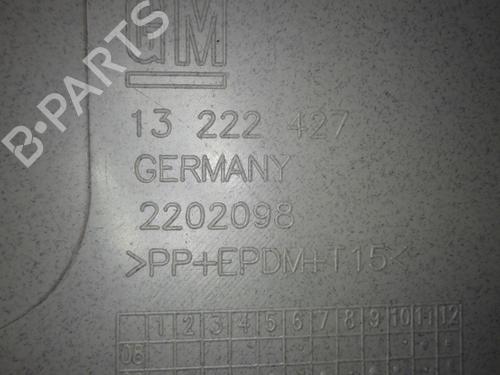 GM
B-PARTS
13 222 427
GERMANY
2202098
>PP+EPDM+T15<
1 2 3 4 5 6 7 8 9 10 11 12
06